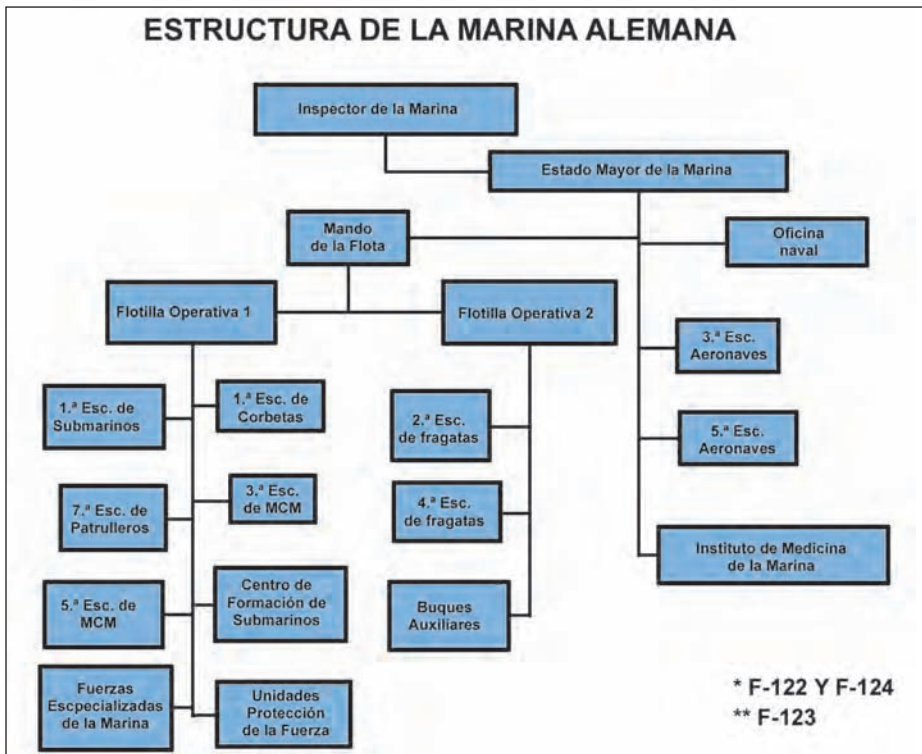 ESTRUCTURA DE LA MARINA ALEMANA
Inspector de la Marina
Estado Mayor de la Marina
Mando
de la Flota
Oficina
naval
Flotilla Operativa 1
Flotilla Operativa 2
3.ª Esc.
Aeronaves
1.ª Esc. de
Submarinos
1.ª Esc. de
Corbetas
2.ª Esc.
de fragatas
5.ª Esc.
Aeronaves
7.ª Esc. de
Patrulleros
3.ª Esc.
de MCM
4.ª Esc.
de fragatas
Instituto de Medicina
de la Marina
5.ª Esc. de
MCM
Centro de
Formación de
Submarinos
Buques
Auxiliares
Fuerzas
Escpecializadas
de la Marina
Unidades
Protección
de la Fuerza
* F-122 Y F-124
** F-123